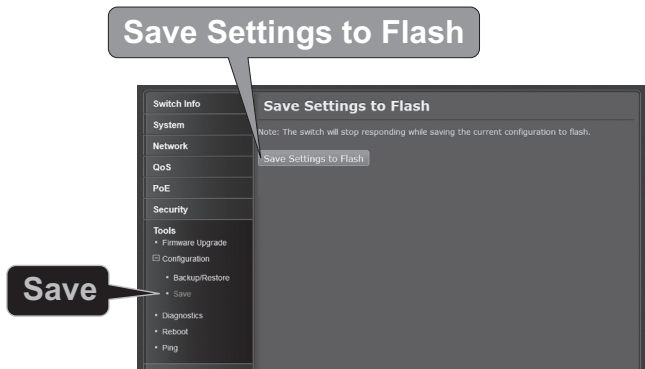 Save Settings to Flash
Switch Info
System
Network
QoS
PoE
Security
Tools
• Firmware Upgrade
Configuration
• Backup/Restore
• Save
• Diagnostics
• Reboot
• Ping
Save Settings to Flash
Note: The switch will stop responding while saving the current configuration to flash.
Save Settings to Flash
Save